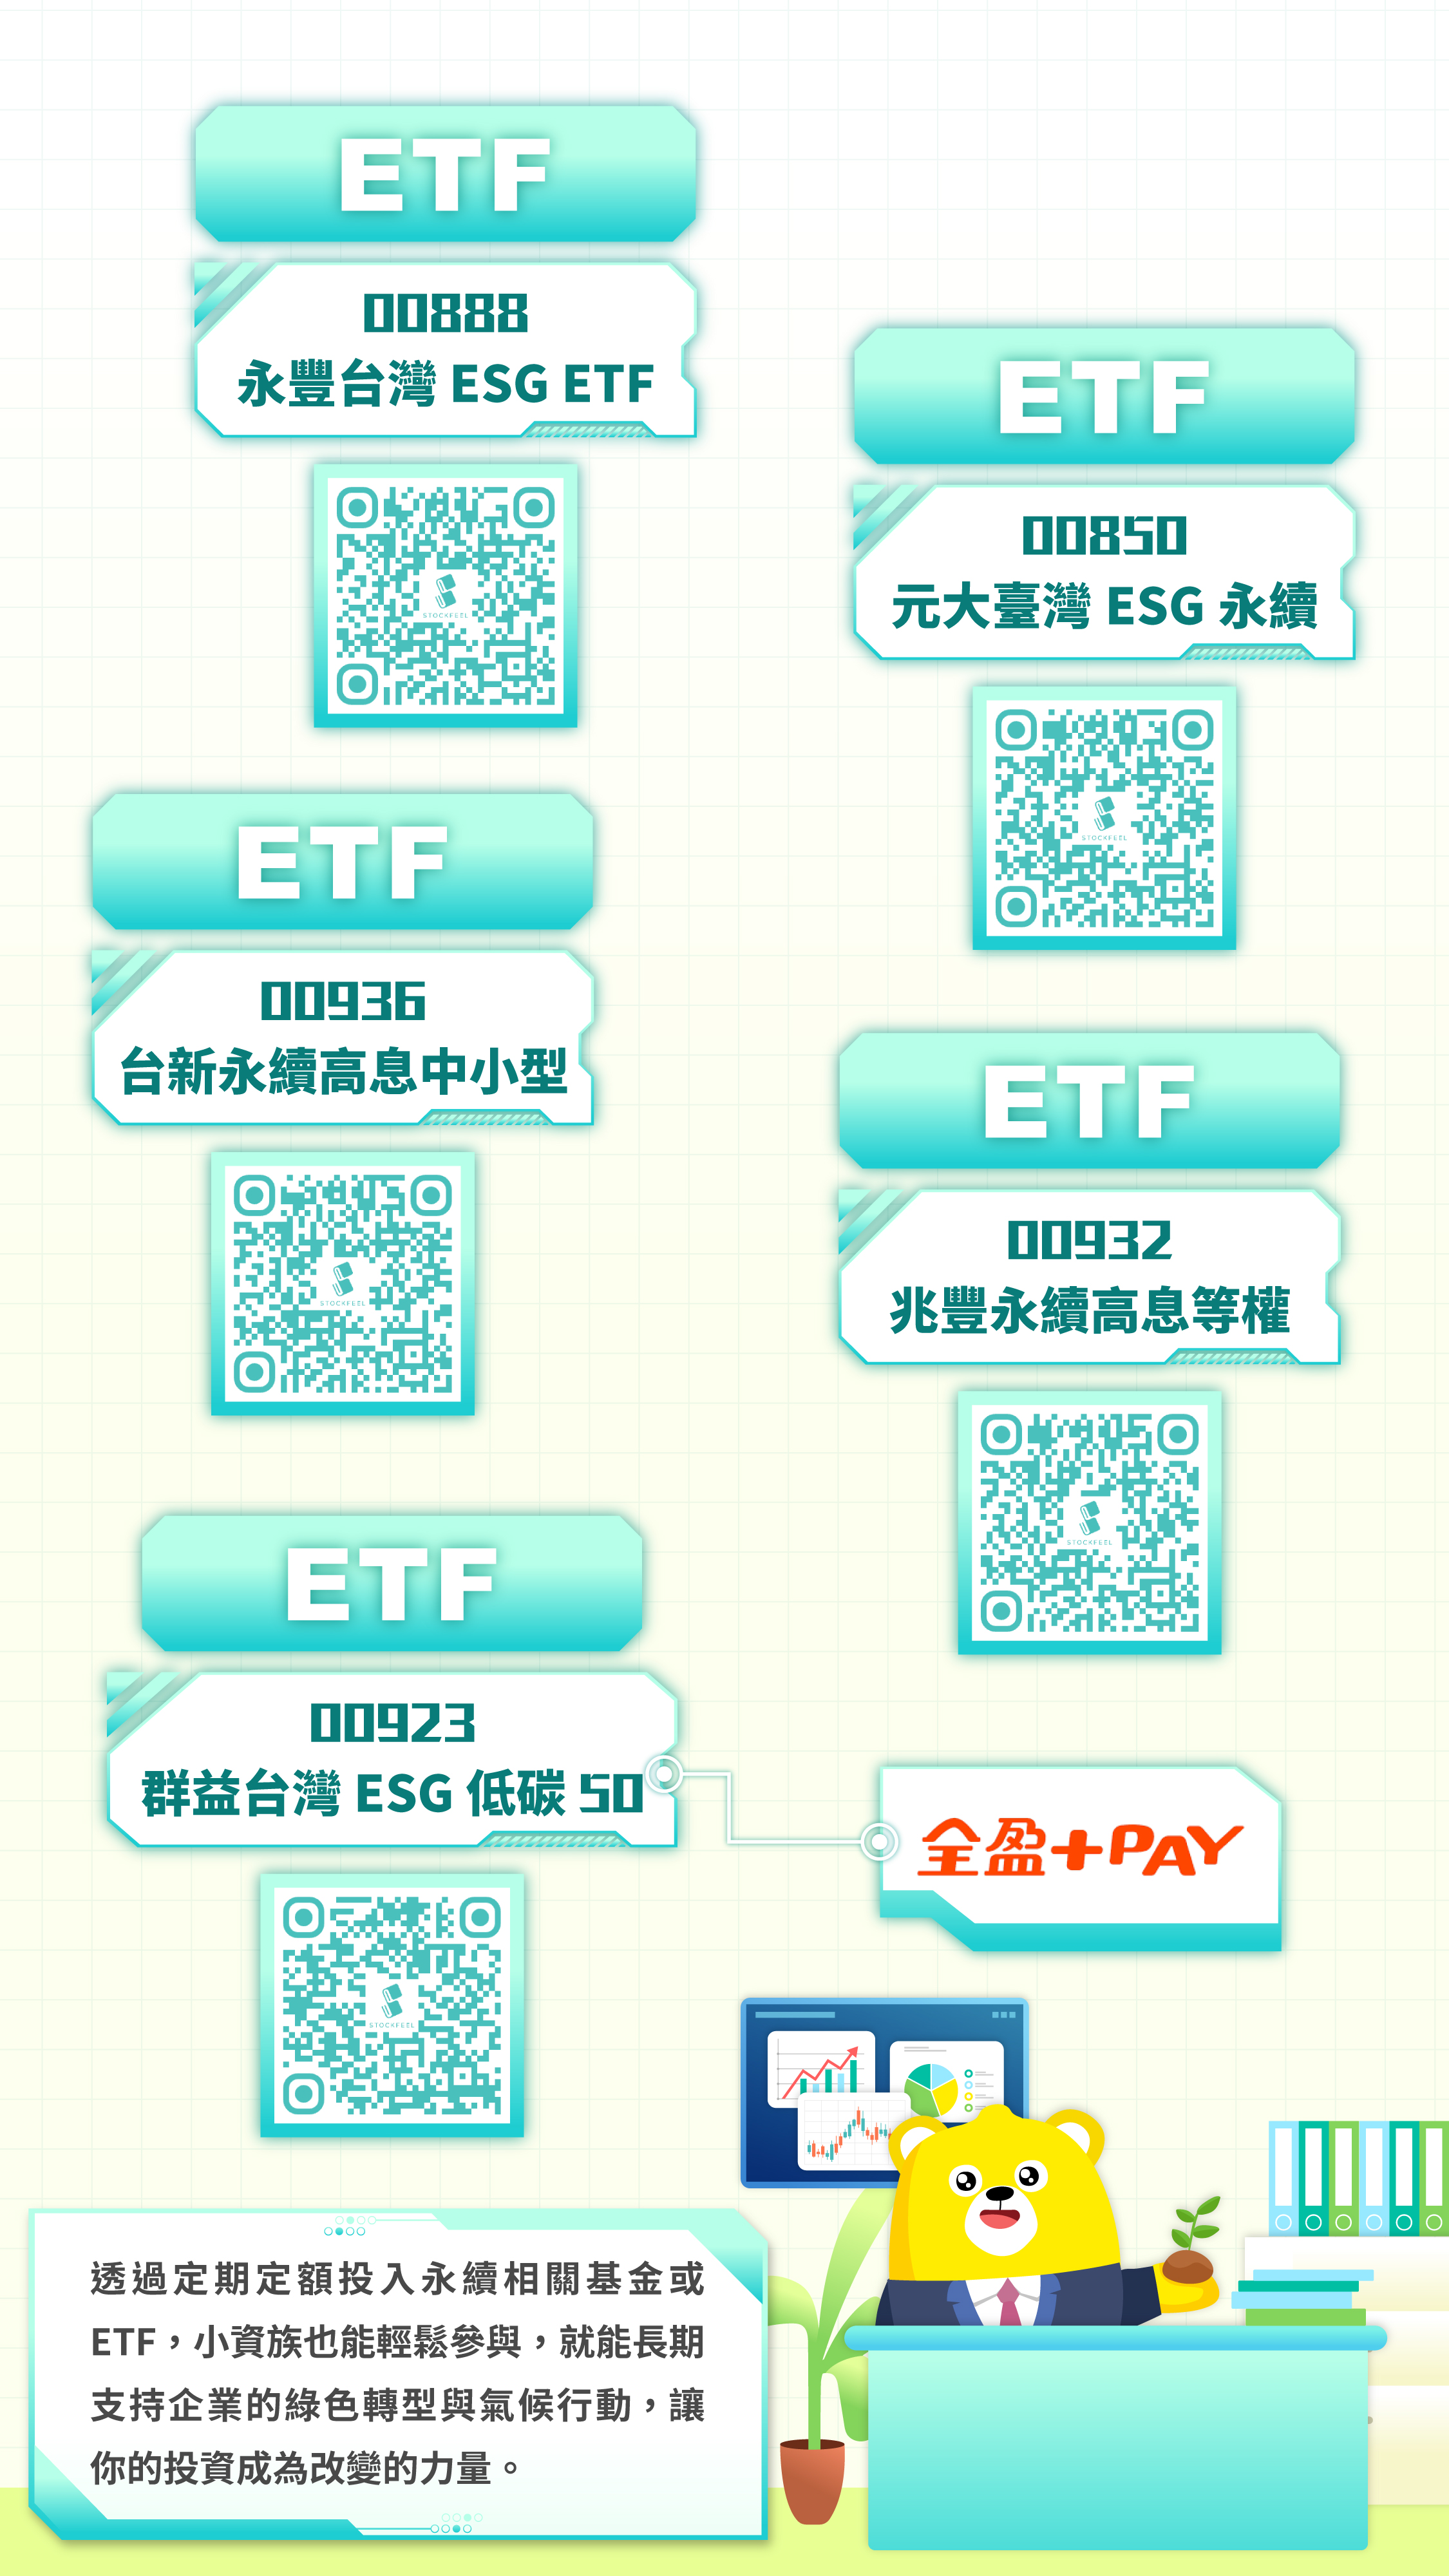 ETF
00888
永豐台灣 ESG ETF
STOCKFEEL
ETF
00850
元大臺灣 ESG 永續
STOCKFEEL
ETF
00936
台新永續高息中小型
STOCKFEEL
ETF
00932
兆豐永續高息等權
STOCKFEEL
ETF
00923
群益台灣 ESG 低碳 50
STOCKFEEL
全盈+PAY
透過定期定額投入永續相關基金或
ETF，小資族也能輕鬆參與，就能長期
支持企業的綠色轉型與氣候行動，讓
你的投資成為改變的力量。